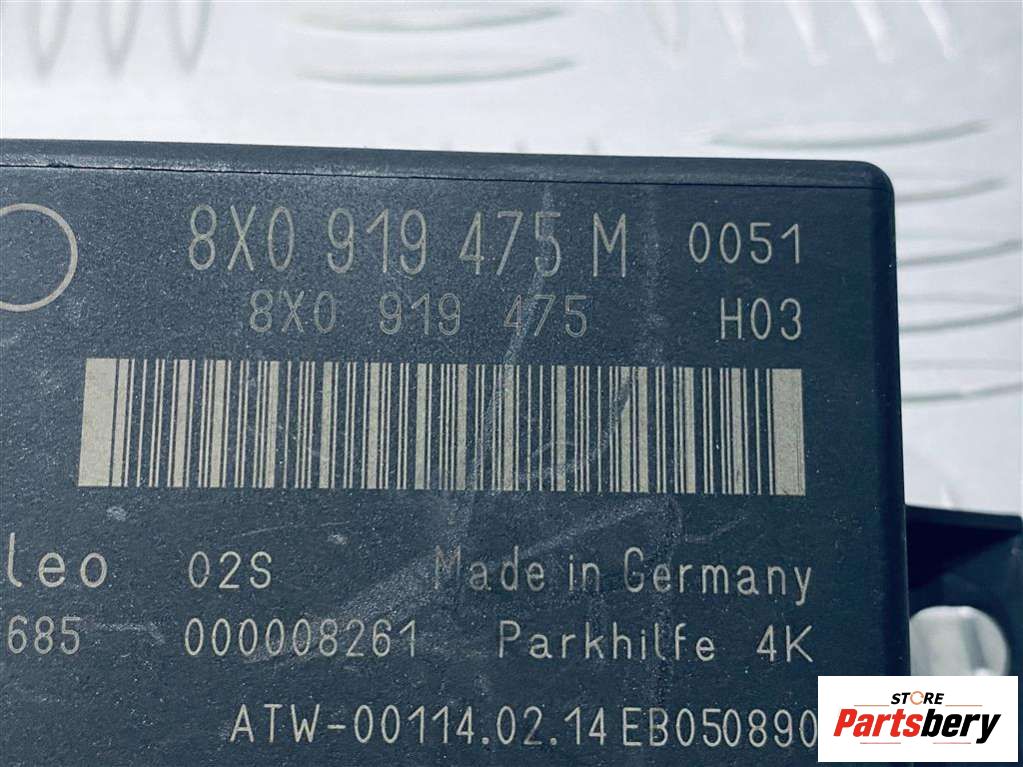 8X0 919 475 M 0051
8X0 919 475 H03
leo 02S Made in Germany
685 000008261 Parkhilfe 4K
ATW-00114.02.14 EB050890
STORE
Partsbery